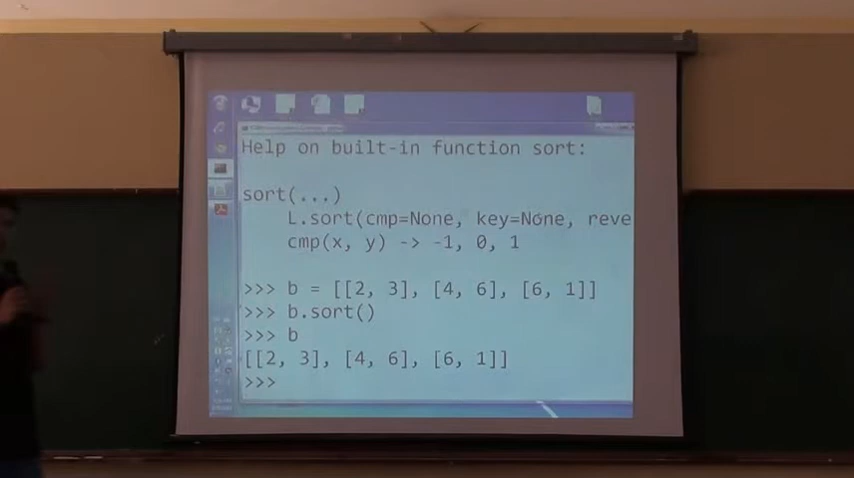 Help on built-in function sort:
sort(...)
L.sort(cmp=None, key=None, reve
cmp(x, y) -> -1, 0, 1
>>> b = [[2, 3], [4, 6], [6, 1]]
>>> b.sort()
>>> b
[[2, 3], [4, 6], [6, 1]]
>>>